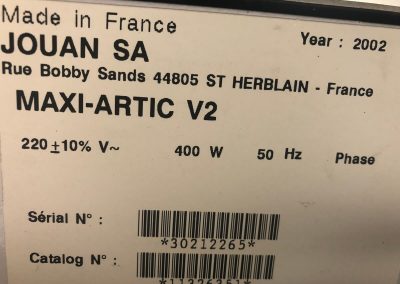 Made in France
JOUAN SA Year : 2002
Rue Bobby Sands 44805 ST HERBLAIN - France
MAXI-ARTIC V2
220 ±10% V~ 400 W 50 Hz Phase
Sérial N° :
*30212265*
Catalog N° :